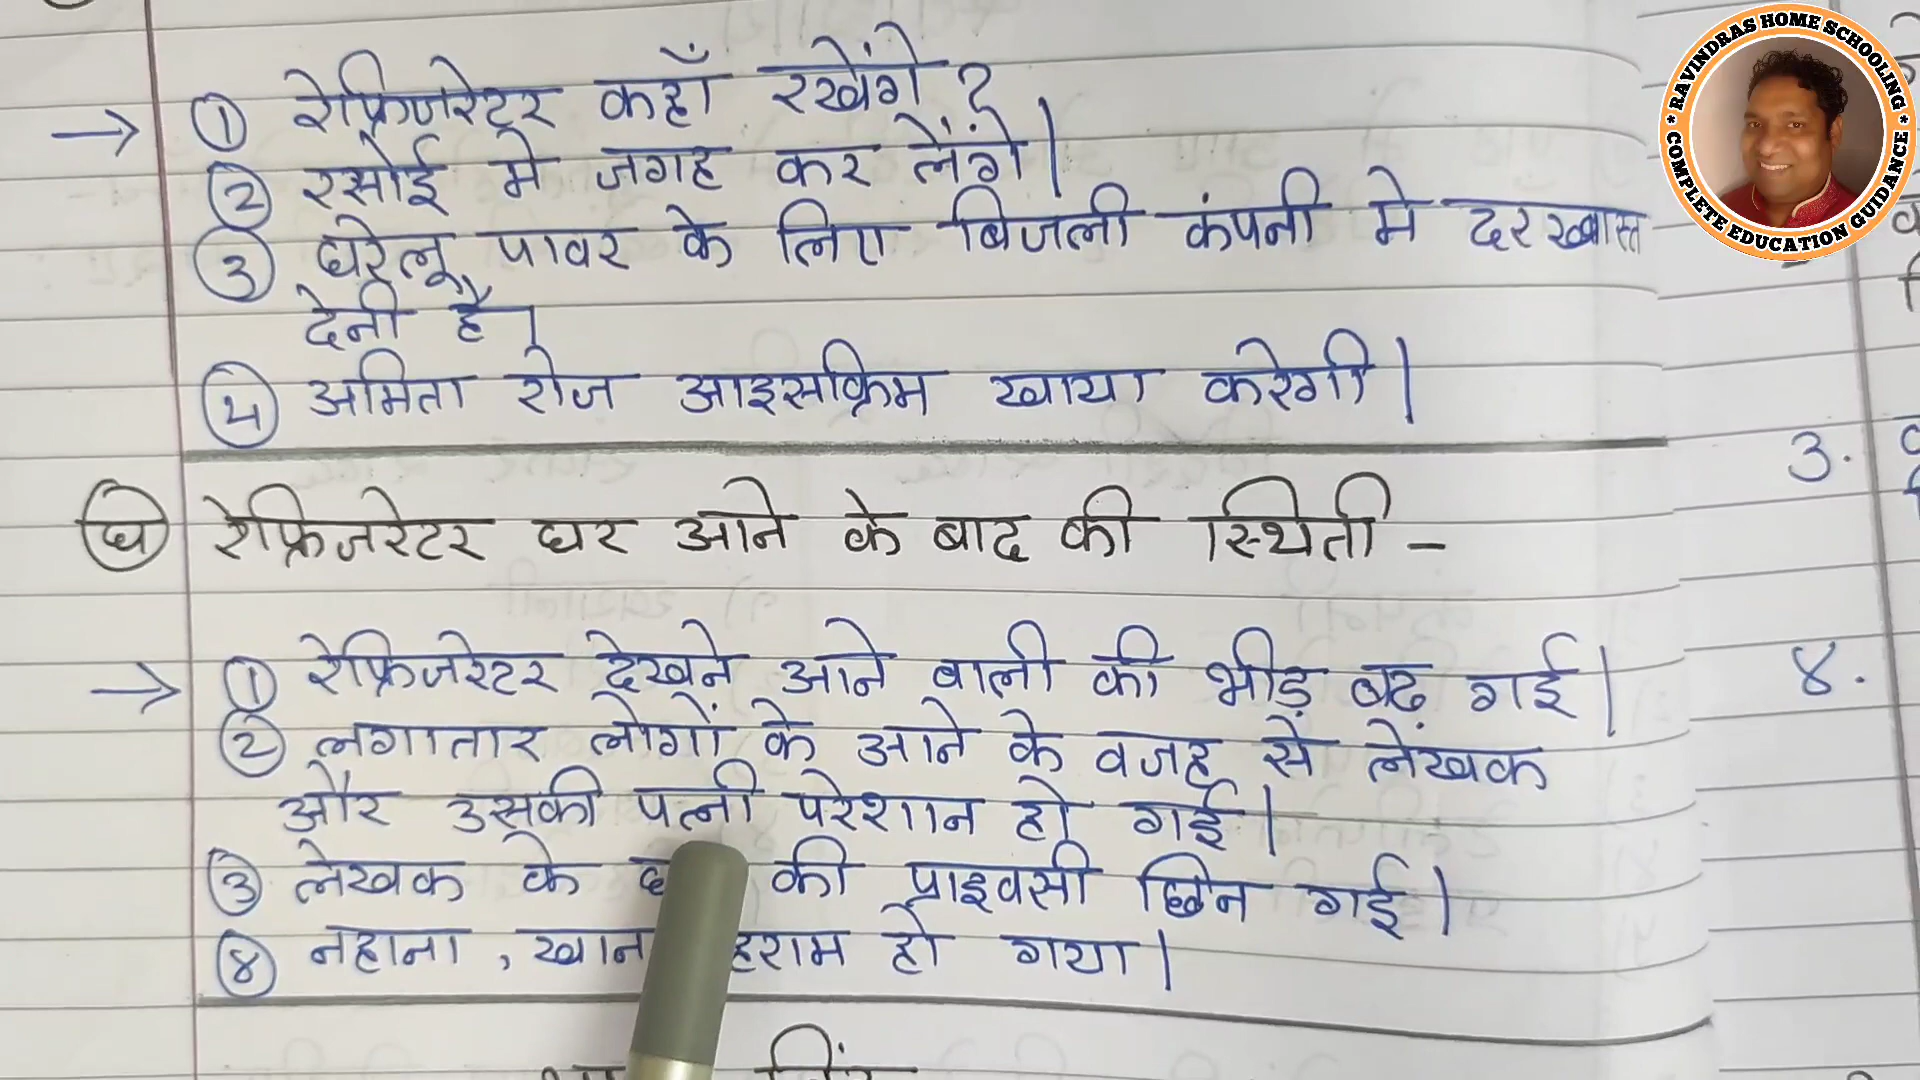 ① रेफ्रिजरेटर कहाँ रखेंगे ?
② रसोई मे जगह कर लेंगे।
③ घरेलू पावर के लिए बिजली कंपनी मे दरख्वास्त
देनी है।
④ अमिता रोज आइसक्रिम खाया करेगी।
घ रेफ्रिजरेटर घर आने के बाद की स्थिती -
→ ① रेफ्रिजरेटर देखने आने वाली की भीड़ बढ गई।
② लगातार लोगों के आने के वजह से लेखक
और उसकी पत्नी परेशान हो गई।
③ लेखक के की प्राइवसी छिन गई।
④ नहाना , खान हराम हो गया।
3.
४.
RAVINDRAS HOME SCHOOLING
COMPLETE EDUCATION GUIDANCE